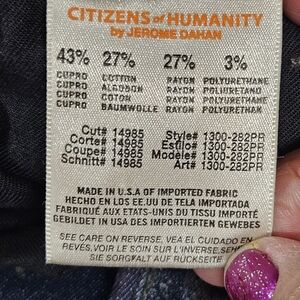 CITIZENS of HUMANITY
by JEROME DAHAN
43% 27% 27% 3%
CUPRO COTTON RAYON POLYURETHANE
CUPRO ALGODON RAYON POLIURETANO
CUPRO COTON RAYON POLYURETHANE
CUPRO BAUMWOLLE RAYON POLYURETHAN
Cut# 14985 Style# 1300-282PR
Corte# 14985 Estilo# 1300-282PR
Coupe# 14985 Modele# 1300-282PR
Schnitt# 14985 Art# 1300-282PR
MADE IN U.S.A OF IMPORTED FABRIC
HECHO EN LOS EE.UU DE TELA IMPORTADA
FABRIQUÉ AUX ETATS-UNIS DU TISSU IMPORTÉ
GEBILDET IN USA DES IMPORTIERTEN GEWEBES
SEE CARE ON REVERSE, VEA EL CUIDADO EN
REVES, VOIR LE SOIN SUR L'INVERSE, SEHEN
SIE SORGFALT AUF RÜCKSEITE